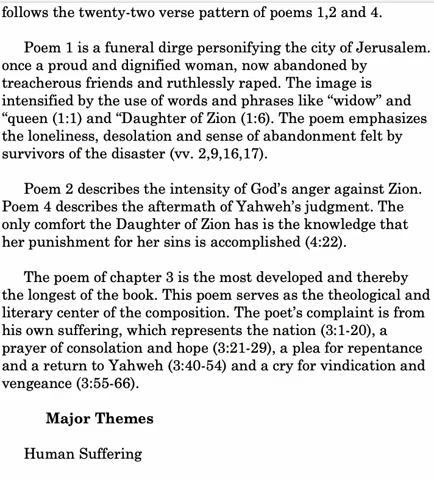 follows the twenty-two verse pattern of poems 1,2 and 4.
Poem 1 is a funeral dirge personifying the city of Jerusalem.
once a proud and dignified woman, now abandoned by
treacherous friends and ruthlessly raped. The image is
intensified by the use of words and phrases like “widow” and
“queen (1:1) and “Daughter of Zion (1:6). The poem emphasizes
the loneliness, desolation and sense of abandonment felt by
survivors of the disaster (vv. 2,9,16,17).
Poem 2 describes the intensity of God’s anger against Zion.
Poem 4 describes the aftermath of Yahweh’s judgment. The
only comfort the Daughter of Zion has is the knowledge that
her punishment for her sins is accomplished (4:22).
The poem of chapter 3 is the most developed and thereby
the longest of the book. This poem serves as the theological and
literary center of the composition. The poet’s complaint is from
his own suffering, which represents the nation (3:1-20), a
prayer of consolation and hope (3:21-29), a plea for repentance
and a return to Yahweh (3:40-54) and a cry for vindication and
vengeance (3:55-66).
Major Themes
Human Suffering